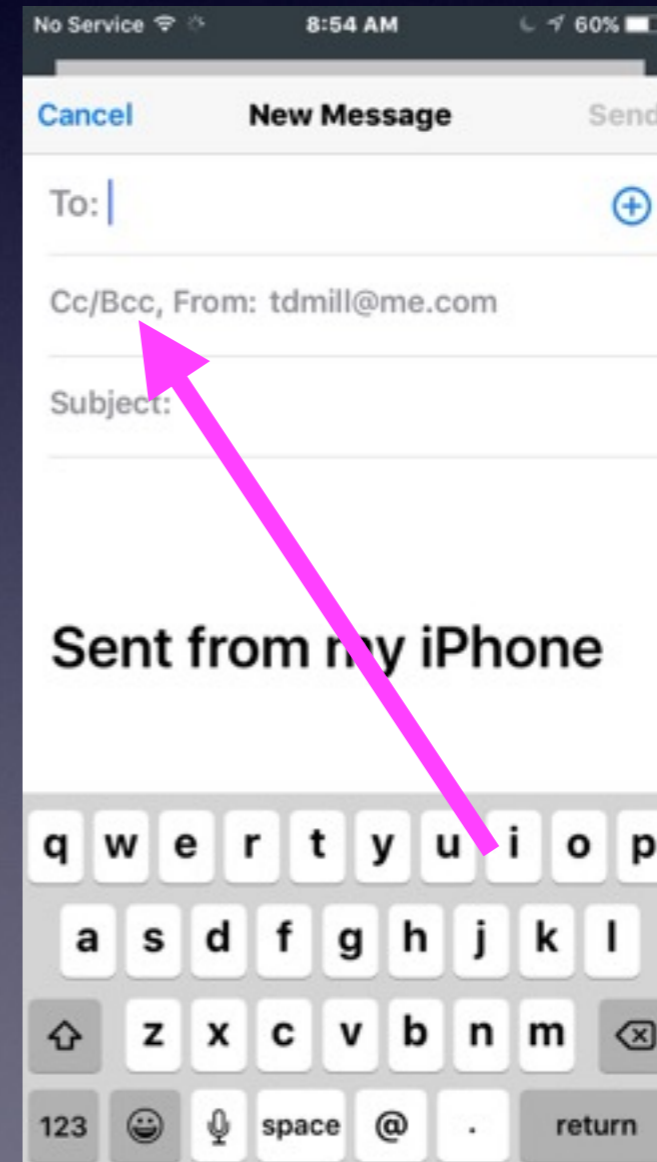 No Service 8:54 AM 60%
Cancel New Message Send
To:
Cc/Bcc, From: tdmill@me.com
Subject:
Sent from my iPhone
q w e r t y u i o p
a s d f g h j k l
z x c v b n m
123 space @ . return